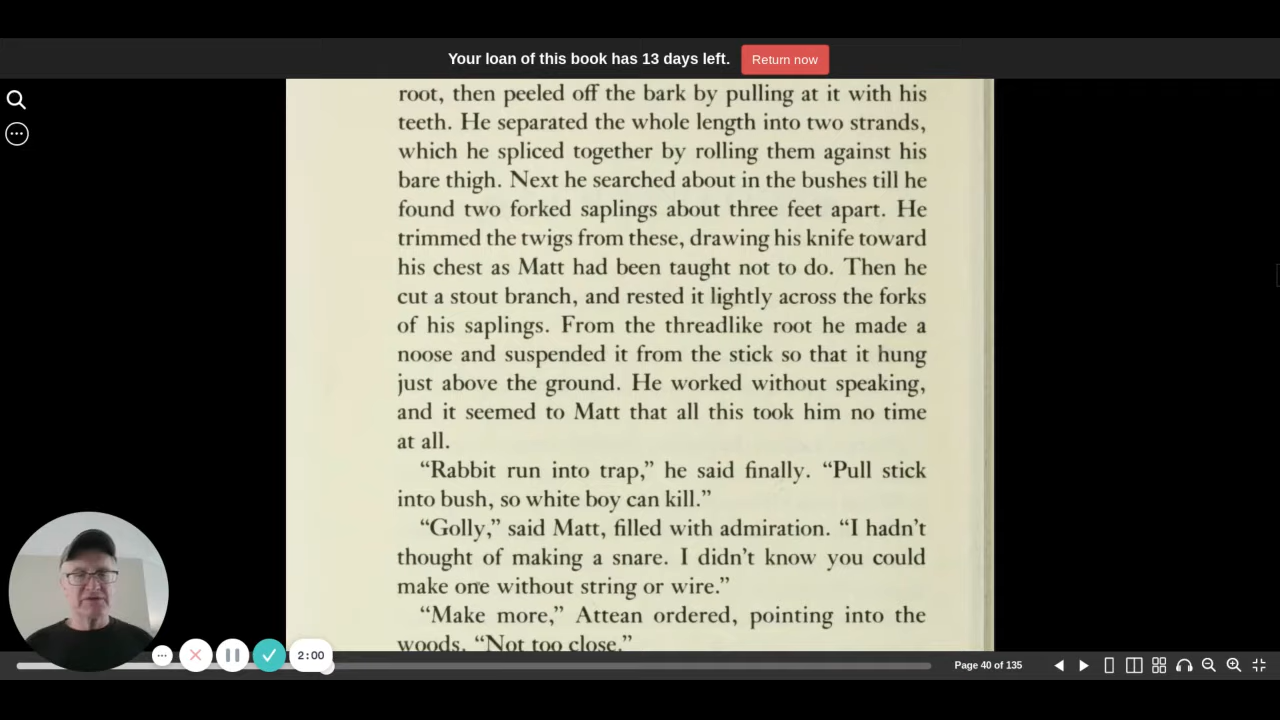 Your loan of this book has 13 days left. Return now
root, then peeled off the bark by pulling at it with his
teeth. He separated the whole length into two strands,
which he spliced together by rolling them against his
bare thigh. Next he searched about in the bushes till he
found two forked saplings about three feet apart. He
trimmed the twigs from these, drawing his knife toward
his chest as Matt had been taught not to do. Then he
cut a stout branch, and rested it lightly across the forks
of his saplings. From the threadlike root he made a
noose and suspended it from the stick so that it hung
just above the ground. He worked without speaking,
and it seemed to Matt that all this took him no time
at all.
“Rabbit run into trap,” he said finally. “Pull stick
into bush, so white boy can kill.”
“Golly,” said Matt, filled with admiration. “I hadn’t
thought of making a snare. I didn’t know you could
make one without string or wire.”
“Make more,” Attean ordered, pointing into the
woods. “Not too close.”
2:00
Page 40 of 135